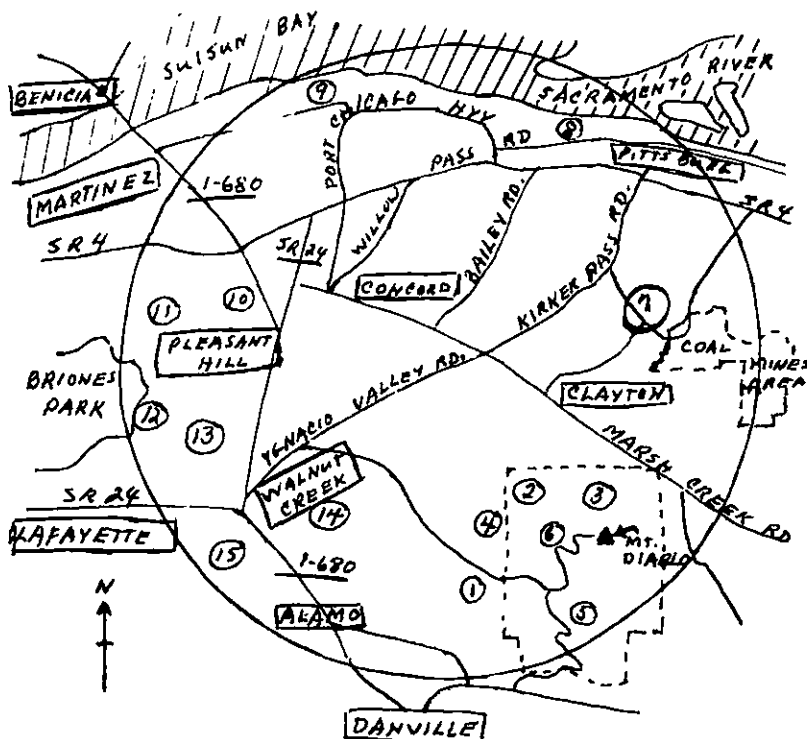 SUISUN BAY
BENICIA
SACRAMENTO RIVER
9
PORT CHICAGO HYY
8
RD
PASS
MARTINEZ
I-680
WILLOW
BAILEY RD.
KIRKER PASS RD.
SR 4
SR 4
SR 24
CONCORD
7
11
10
PLEASANT
HILL
COAL
MINES
AREA
BRIONES
PARK
YGNACIO VALLEY RD.
CLAYTON
12
13
MARSH CREEK RD
WALNUT
CREEK
SR 24
2
3
LAFAYETTE
14
4
6
MT.
DIABLO
15
I-680
1
N
ALAMO
5
DANVILLE